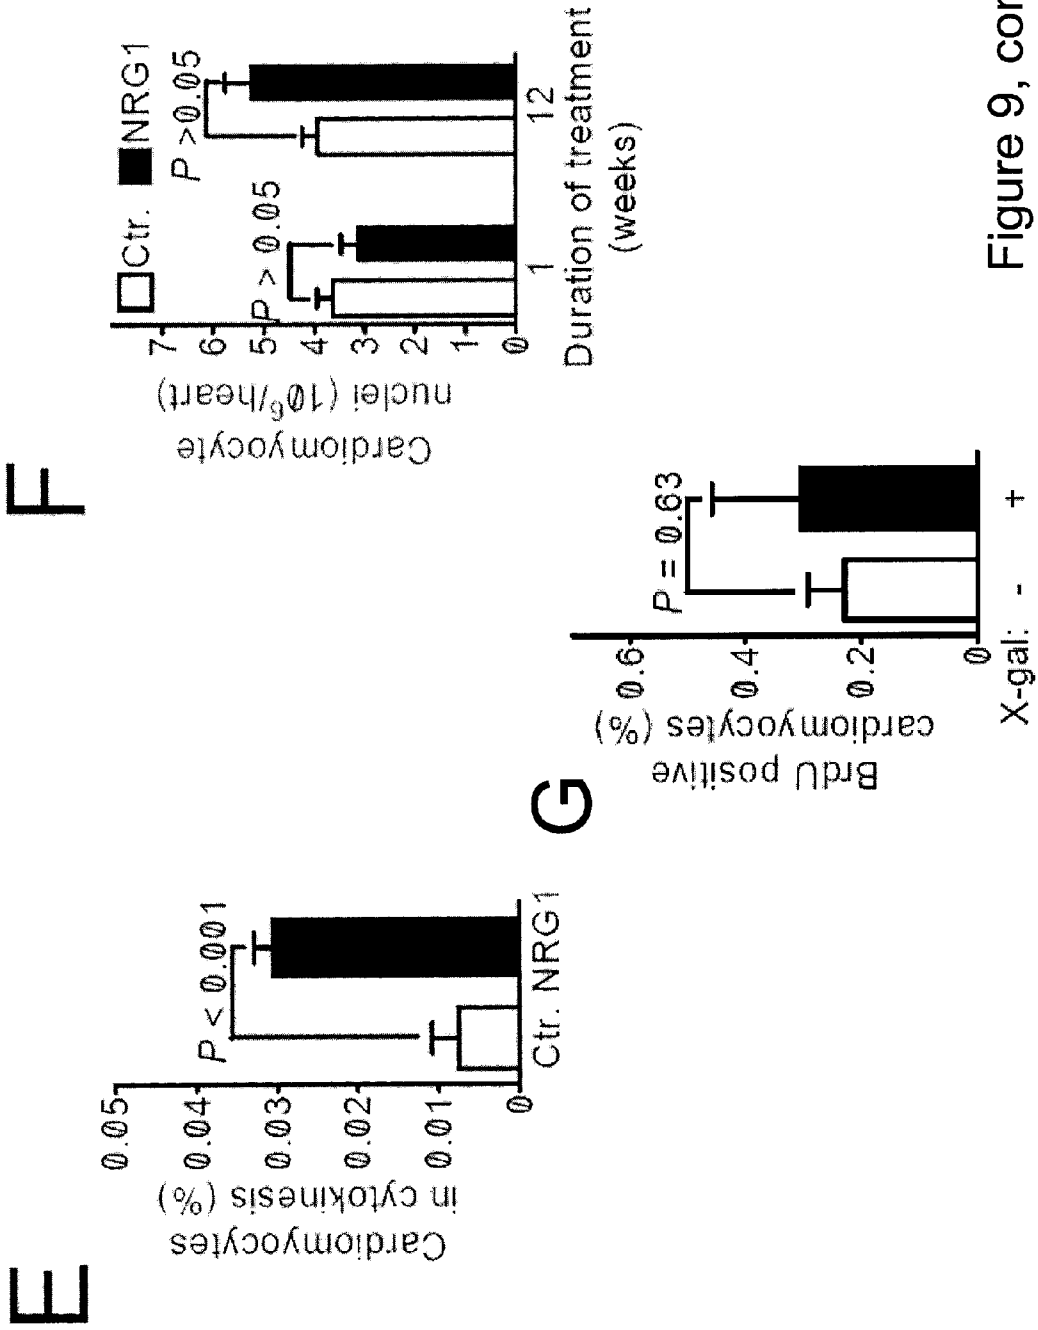 E
Cardiomyocytes
in cytokinesis (%)
0.05
0.04
0.03
0.02
0.01
0
P < 0.001
Ctr. NRG1
F
Ctr. NRG1
Cardiomyocyte
nuclei (10⁶/heart)
7
6
5
4
3
2
1
0
P > 0.05
P >0.05
1 12
Duration of treatment
(weeks)
G
BrdU positive
cardiomyocytes (%)
0.6
0.4
0.2
0
P = 0.63
X-gal: - +
Figure 9, con